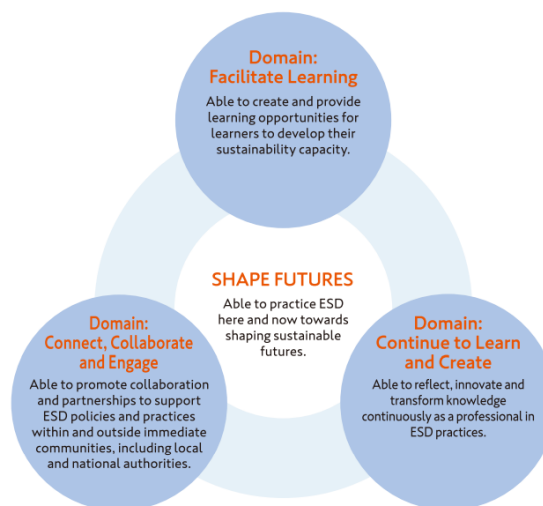 Domain:
Facilitate Learning
Able to create and provide
learning opportunities for
learners to develop their
sustainability capacity.
SHAPE FUTURES
Able to practice ESD
here and now towards
shaping sustainable
futures.
Domain:
Connect, Collaborate
and Engage
Able to promote collaboration
and partnerships to support
ESD policies and practices
within and outside immediate
communities, including local
and national authorities.
Domain:
Continue to Learn
and Create
Able to reflect, innovate and
transform knowledge
continuously as a professional in
ESD practices.